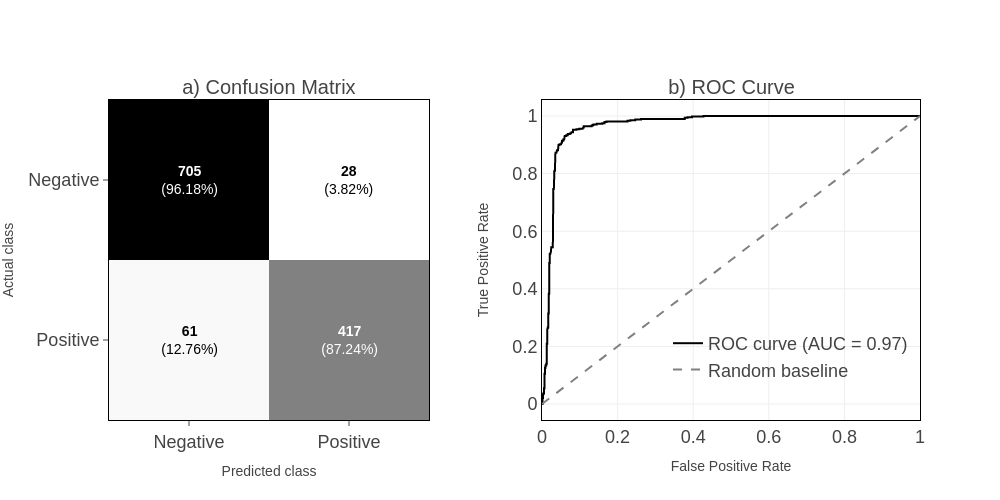 a) Confusion Matrix
Actual class
Negative
Positive
705
(96.18%)
28
(3.82%)
61
(12.76%)
417
(87.24%)
Negative
Positive
Predicted class
b) ROC Curve
True Positive Rate
1
0.8
0.6
0.4
0.2
0
ROC curve (AUC = 0.97)
Random baseline
0
0.2
0.4
0.6
0.8
1
False Positive Rate